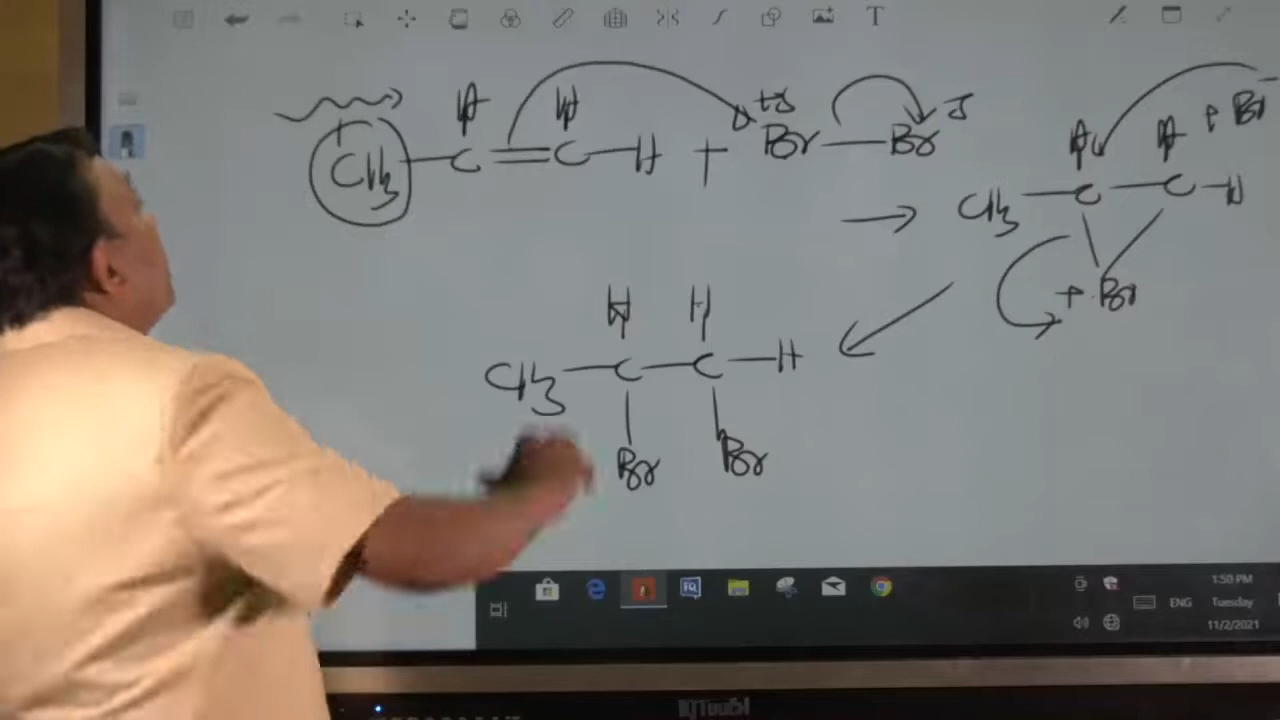 T
H H +δ δ
CH3 — C = C — H + Br — Br
→
H H + Br -
CH3 — C — C — H
+ Br
H H
CH3 — C — C — H
Br Br
1:50 PM
ENG Tuesday
11/2/2021